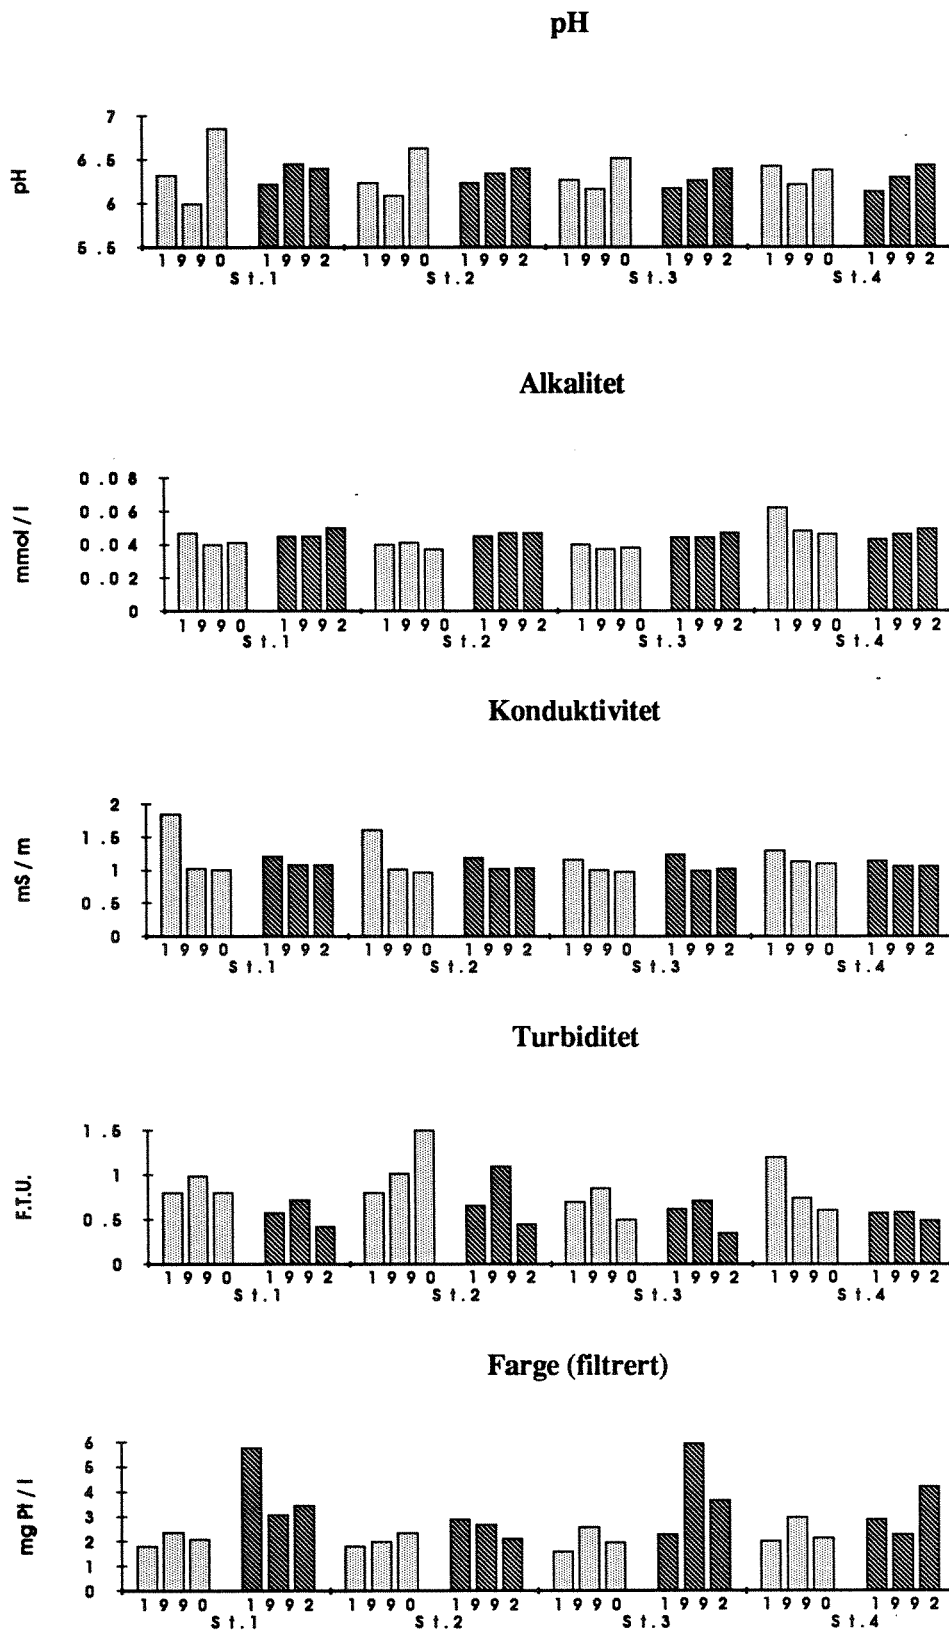 pH
7
6.5
6
5.5
pH
1990 1992 1990 1992 1990 1992 1990 1992
St.1 St.2 St.3 St.4
Alkalitet
0.08
0.06
0.04
0.02
0
mmol/l
1990 1992 1990 1992 1990 1992 1990 1992
St.1 St.2 St.3 St.4
Konduktivitet
2
1.5
1
0.5
0
mS/m
1990 1992 1990 1992 1990 1992 1990 1992
St.1 St.2 St.3 St.4
Turbiditet
1.5
1
0.5
0
F.T.U.
1990 1992 1990 1992 1990 1992 1990 1992
St.1 St.2 St.3 St.4
Farge (filtrert)
6
5
4
3
2
1
0
mg Pt/l
1990 1992 1990 1992 1990 1992 1990 1992
St.1 St.2 St.3 St.4